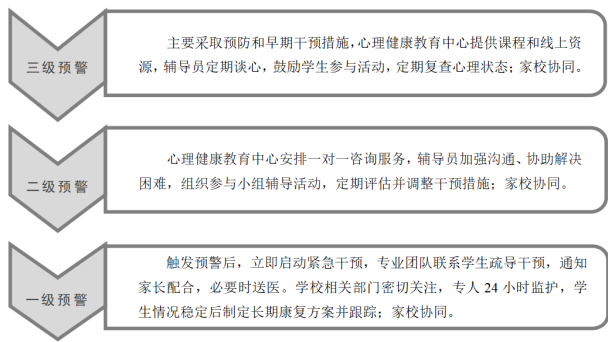 三级预警
主要采取预防和早期干预措施，心理健康教育中心提供课程和线上资
源，辅导员定期谈心，鼓励学生参与活动，定期复查心理状态；家校协同。
二级预警
心理健康教育中心安排一对一咨询服务，辅导员加强沟通、协助解决
困难，组织参与小组辅导活动，定期评估并调整干预措施；家校协同。
一级预警
触发预警后，立即启动紧急干预，专业团队联系学生疏导干预，通知
家长配合，必要时送医。学校相关部门密切关注，专人 24 小时监护，学
生情况稳定后制定长期康复方案并跟踪；家校协同。